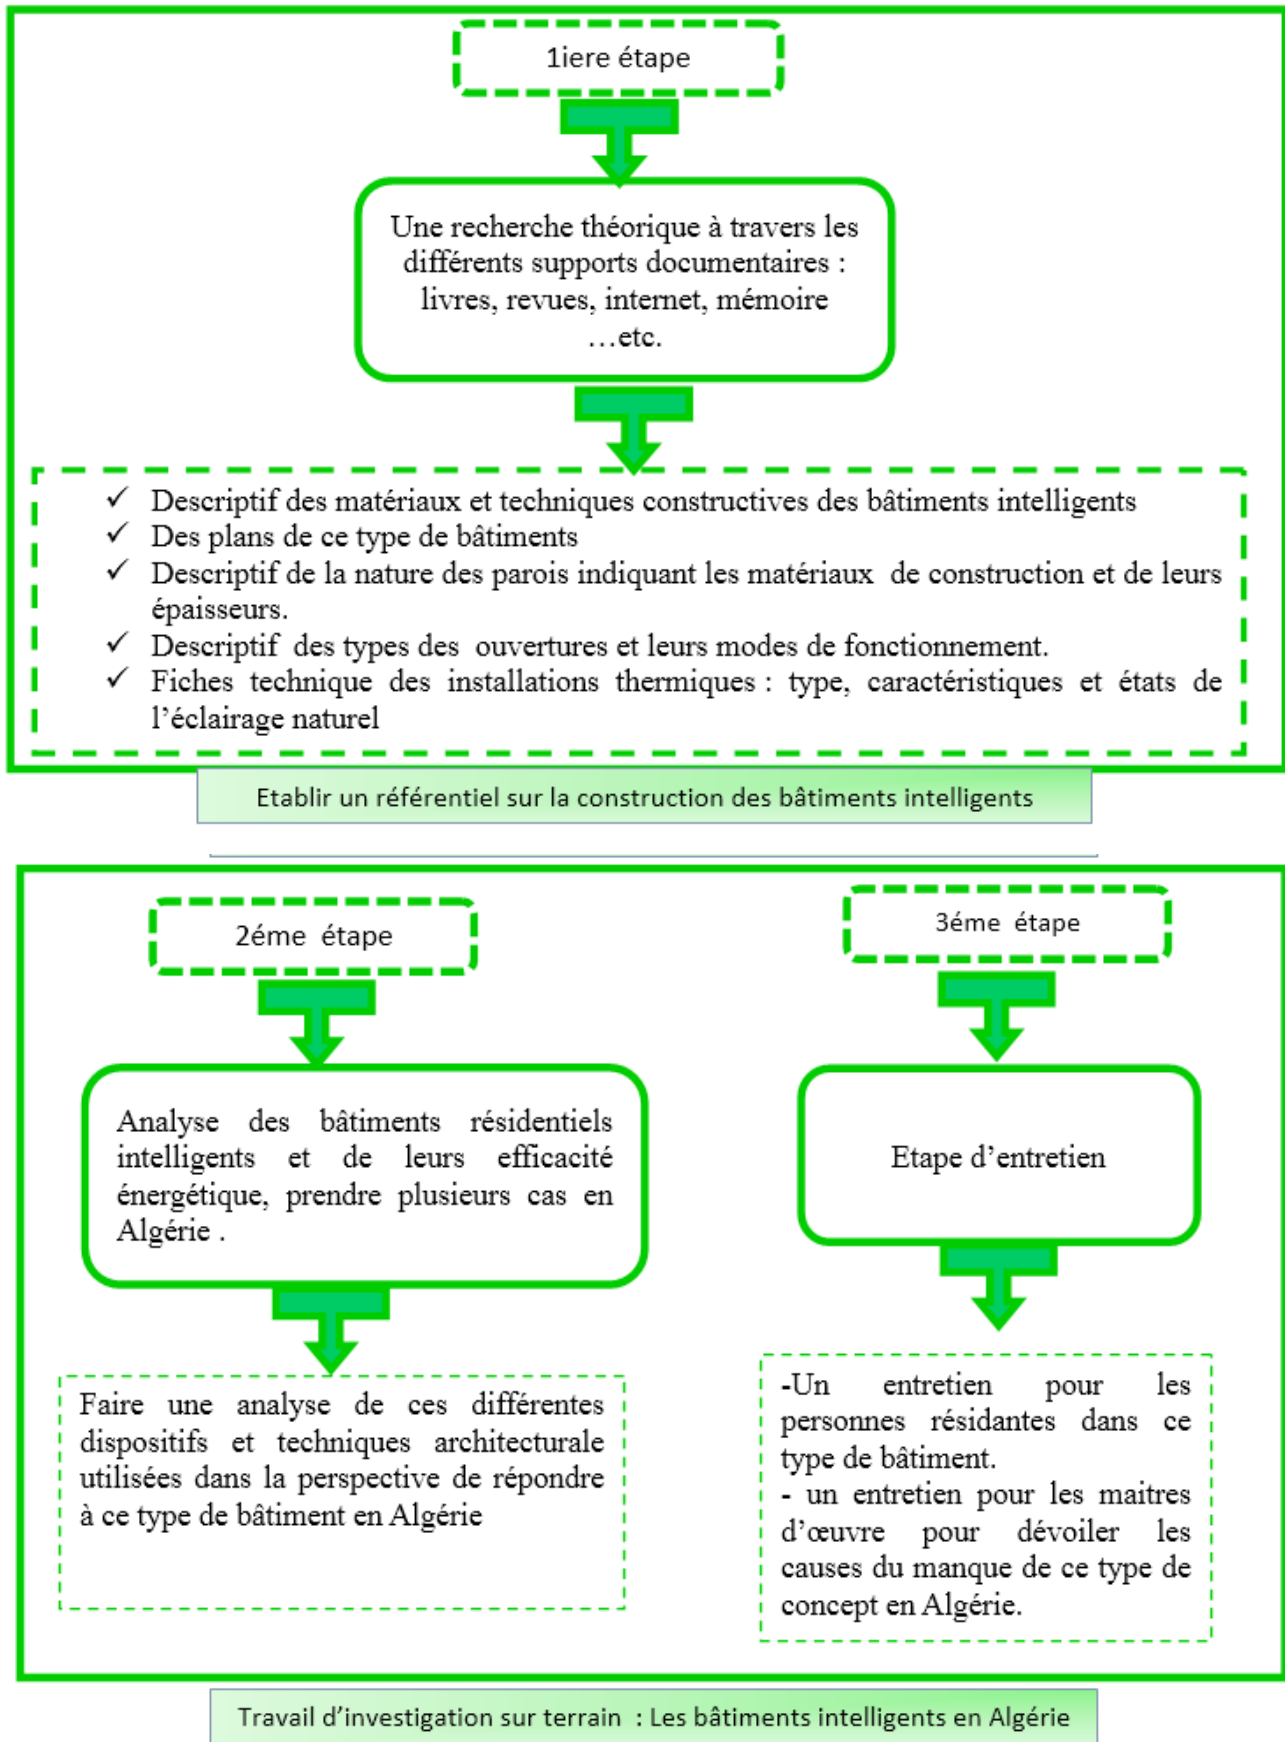 1iere étape
Une recherche théorique à travers les
différents supports documentaires :
livres, revues, internet, mémoire
…etc.
✓ Descriptif des matériaux et techniques constructives des bâtiments intelligents
✓ Des plans de ce type de bâtiments
✓ Descriptif de la nature des parois indiquant les matériaux de construction et de leurs
épaisseurs.
✓ Descriptif des types des ouvertures et leurs modes de fonctionnement.
✓ Fiches technique des installations thermiques : type, caractéristiques et états de
l’éclairage naturel
Etablir un référentiel sur la construction des bâtiments intelligents
2éme étape
Analyse des bâtiments résidentiels
intelligents et de leurs efficacité
énergétique, prendre plusieurs cas en
Algérie .
Faire une analyse de ces différentes
dispositifs et techniques architecturale
utilisées dans la perspective de répondre
à ce type de bâtiment en Algérie
3éme étape
Etape d’entretien
-Un entretien pour les
personnes résidantes dans ce
type de bâtiment.
- un entretien pour les maitres
d’œuvre pour dévoiler les
causes du manque de ce type de
concept en Algérie.
Travail d’investigation sur terrain : Les bâtiments intelligents en Algérie